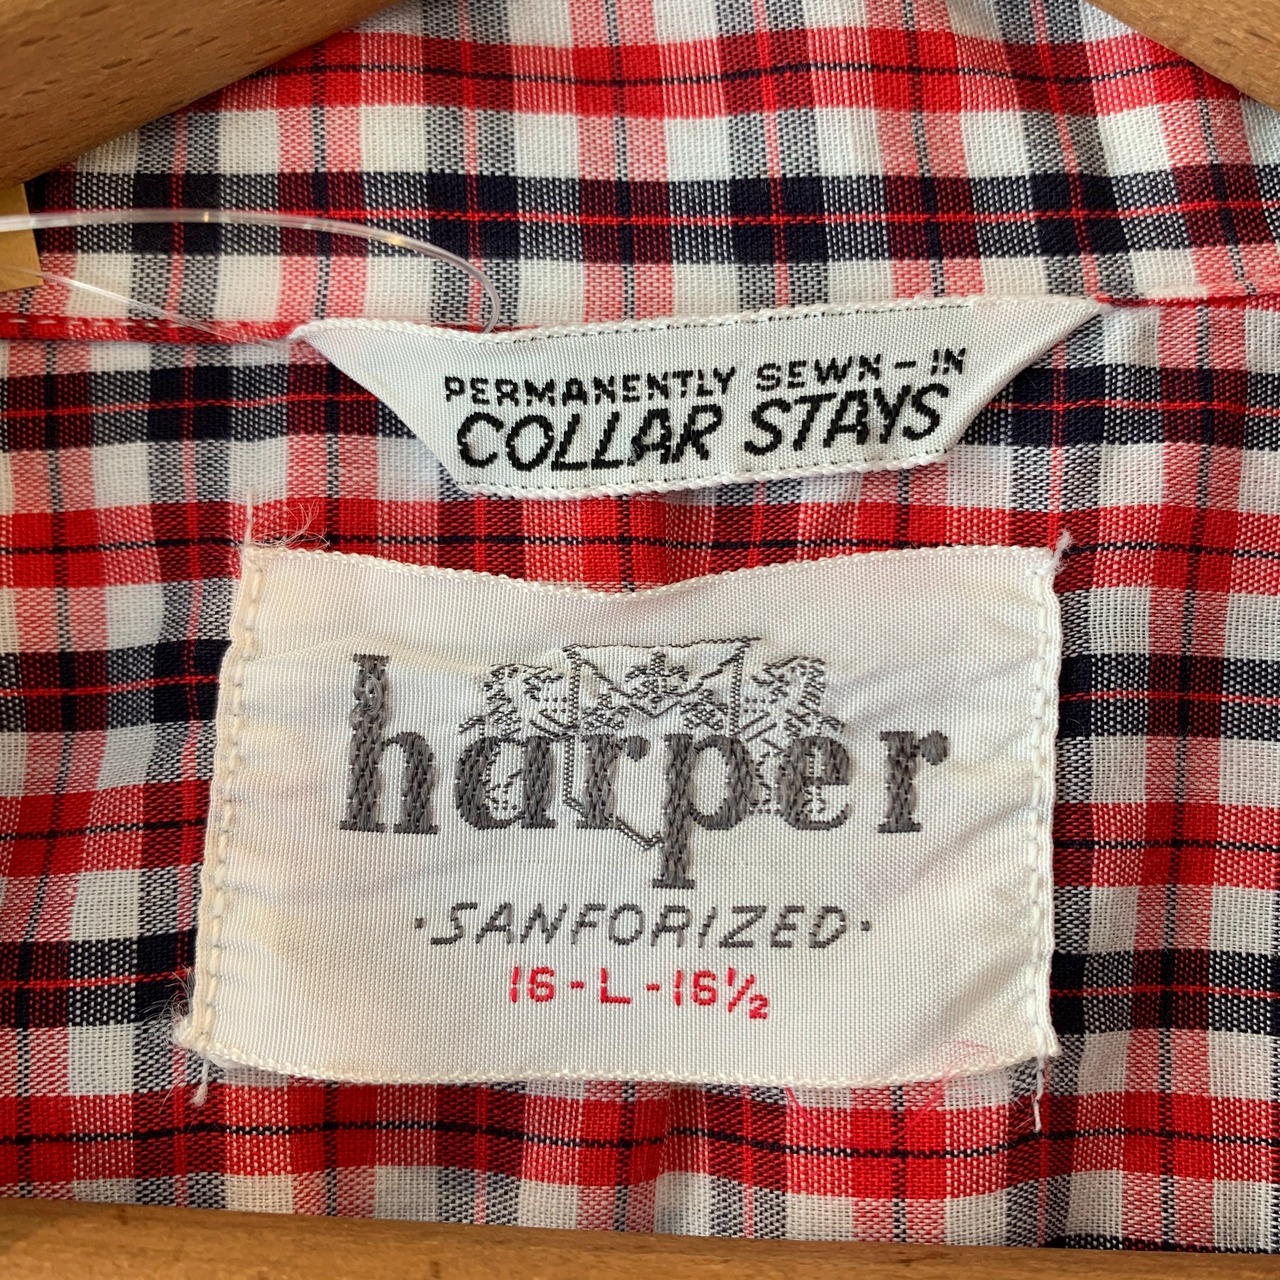 PERMANENTLY SEWN-IN
COLLAR STAYS
harper
·SANFORIZED·
16-L-16½